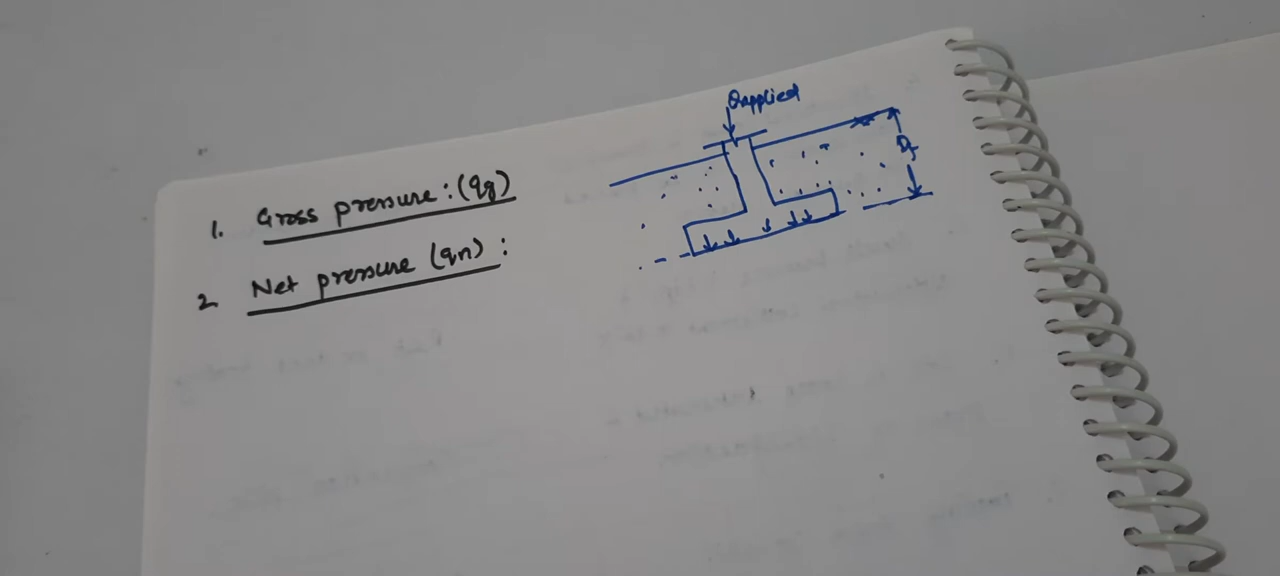 Qapplied
Df
1. Gross pressure: (qg)
2. Net pressure (qn):